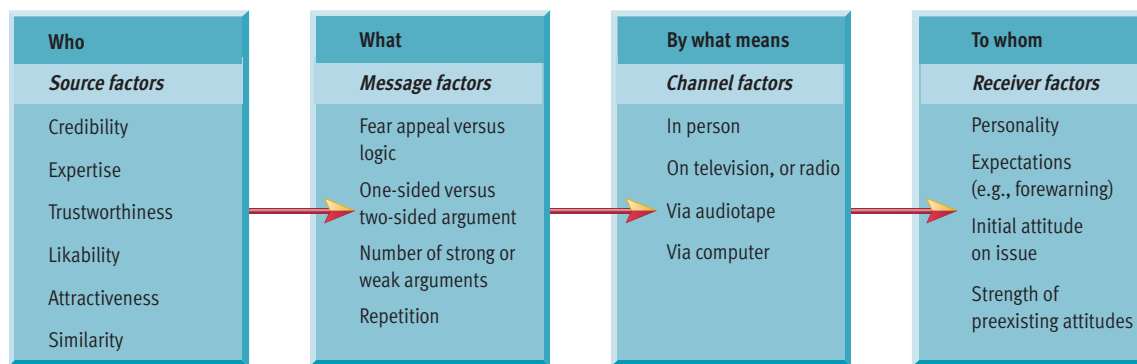 Who
Source factors
Credibility
Expertise
Trustworthiness
Likability
Attractiveness
Similarity
What
Message factors
Fear appeal versus
logic
One-sided versus
two-sided argument
Number of strong or
weak arguments
Repetition
By what means
Channel factors
In person
On television, or radio
Via audiotape
Via computer
To whom
Receiver factors
Personality
Expectations
(e.g., forewarning)
Initial attitude
on issue
Strength of
preexisting attitudes